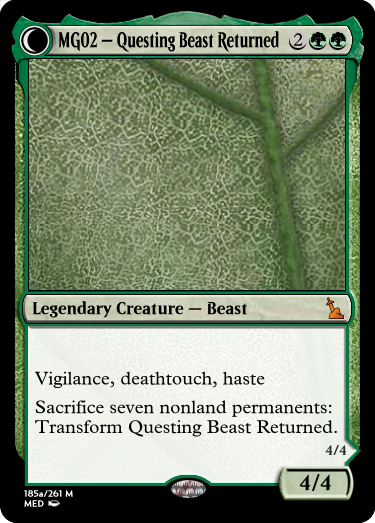 MG02 — Questing Beast Returned 2
Legendary Creature — Beast
Vigilance, deathtouch, haste
Sacrifice seven nonland permanents:
Transform Questing Beast Returned.
4/4
4/4
185a/261 M
MED